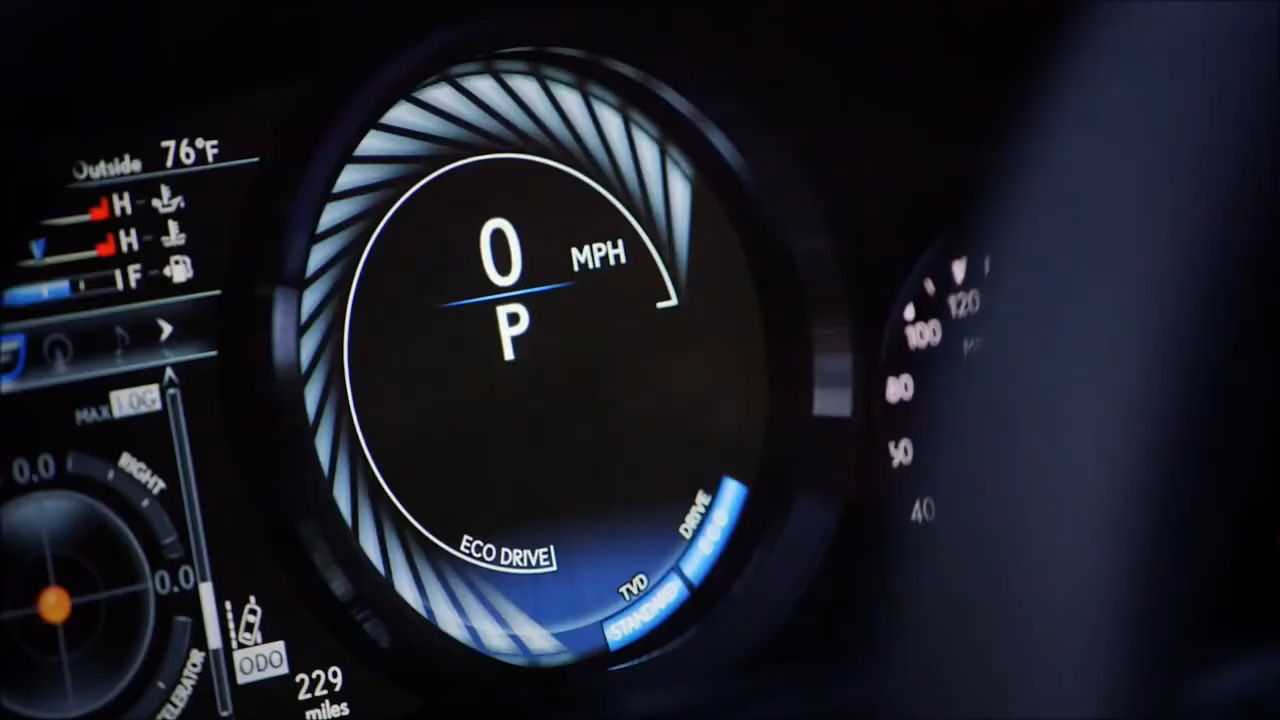 Outside 76°F
H
H
F
MAX 1.0G
0.0
RIGHT
0.0
ODO
229
miles
0
MPH
P
ECO DRIVE
DRIVE
ECO
TVD
STANDARD
120
100
80
40